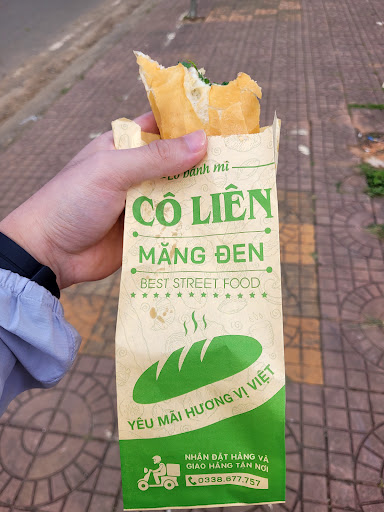 Lò bánh mì
CÔ LIÊN
MĂNG ĐEN
BEST STREET FOOD
YÊU MÃI HƯƠNG VỊ VIỆT
NHẬN ĐẶT HÀNG VÀ
GIAO HÀNG TẬN NƠI
0338.677.757